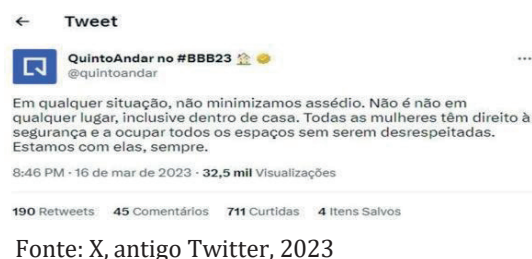 ← Tweet
QuintoAndar no #BBB23
@quintoandar
Em qualquer situação, não minimizamos assédio. Não é não em
qualquer lugar, inclusive dentro de casa. Todas as mulheres têm direito à
segurança e a ocupar todos os espaços sem serem desrespeitadas.
Estamos com elas, sempre.
8:46 PM · 16 de mar de 2023 · 32,5 mil Visualizações
190 Retweets 45 Comentários 711 Curtidas 4 Itens Salvos
Fonte: X, antigo Twitter, 2023